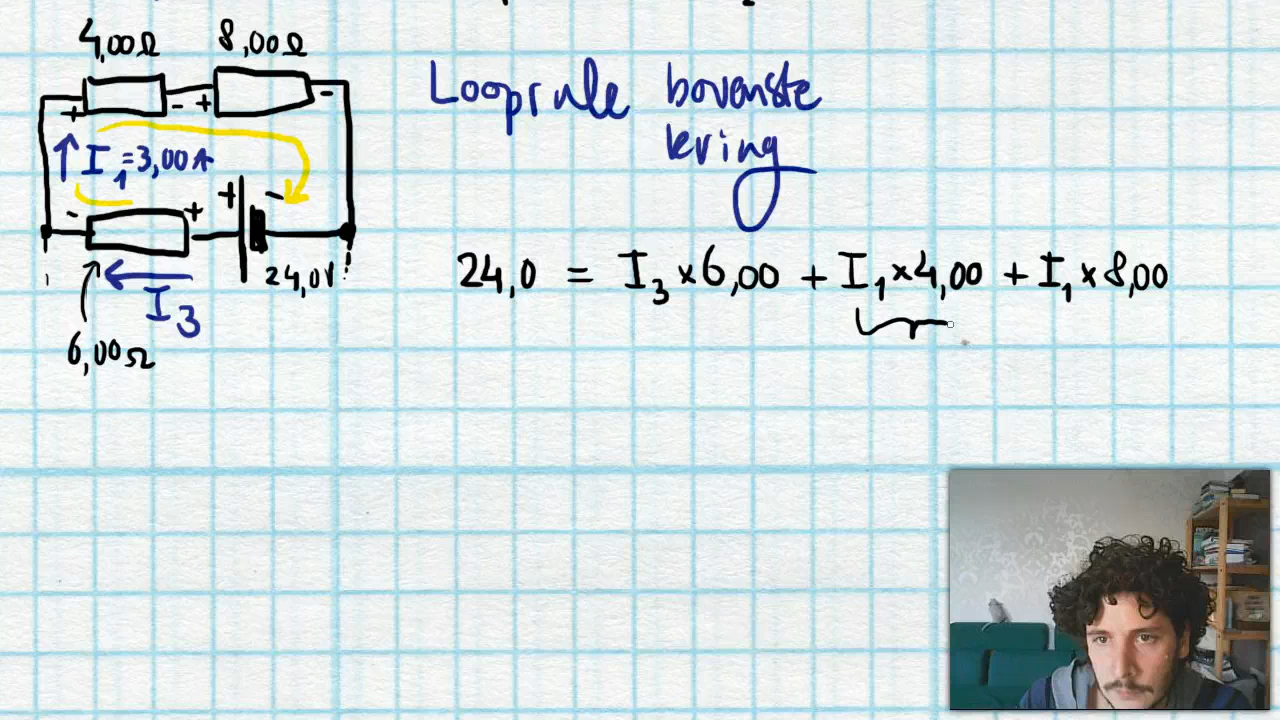 4,00Ω 8,00Ω
+ - + -
I₁=3,00A
- + + -
24,0V
I₃
6,00Ω
Looprule bovenste
kring
24,0 = I₃×6,00 + I₁×4,00 + I₁×8,00